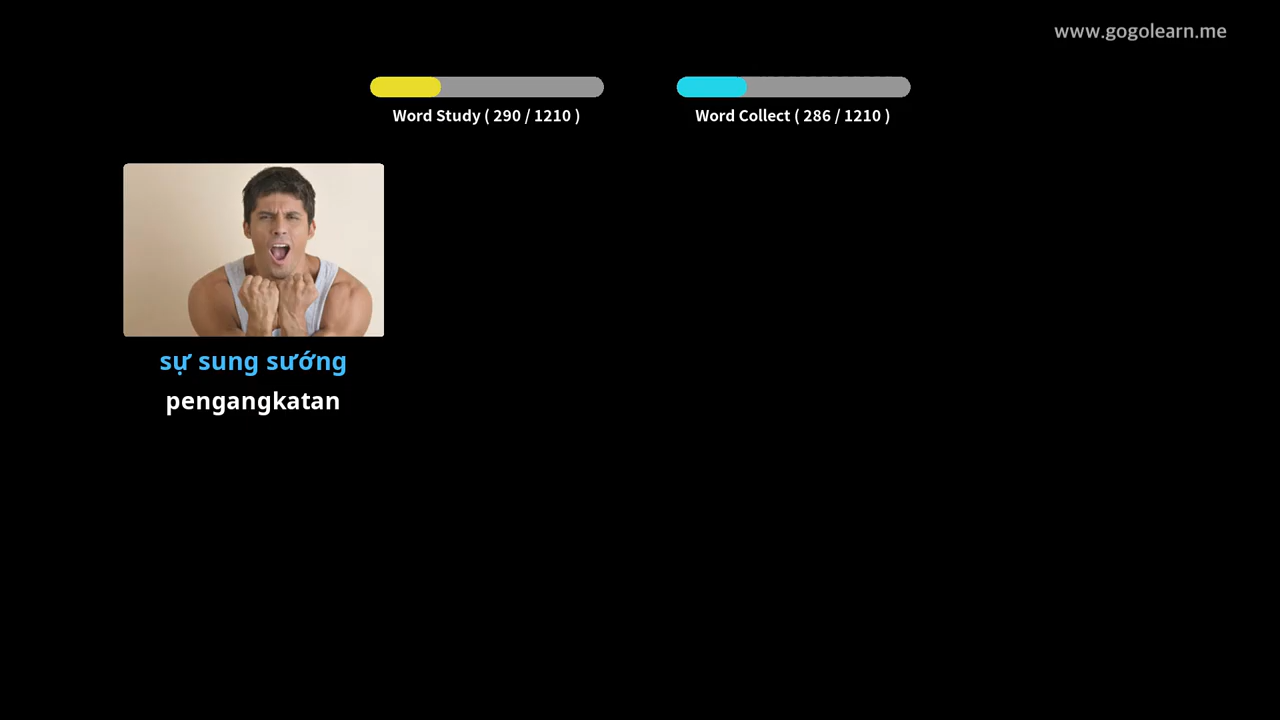 www.gogolearn.me
Word Study ( 290 / 1210 )
Word Collect ( 286 / 1210 )
sự sung sướng
pengangkatan